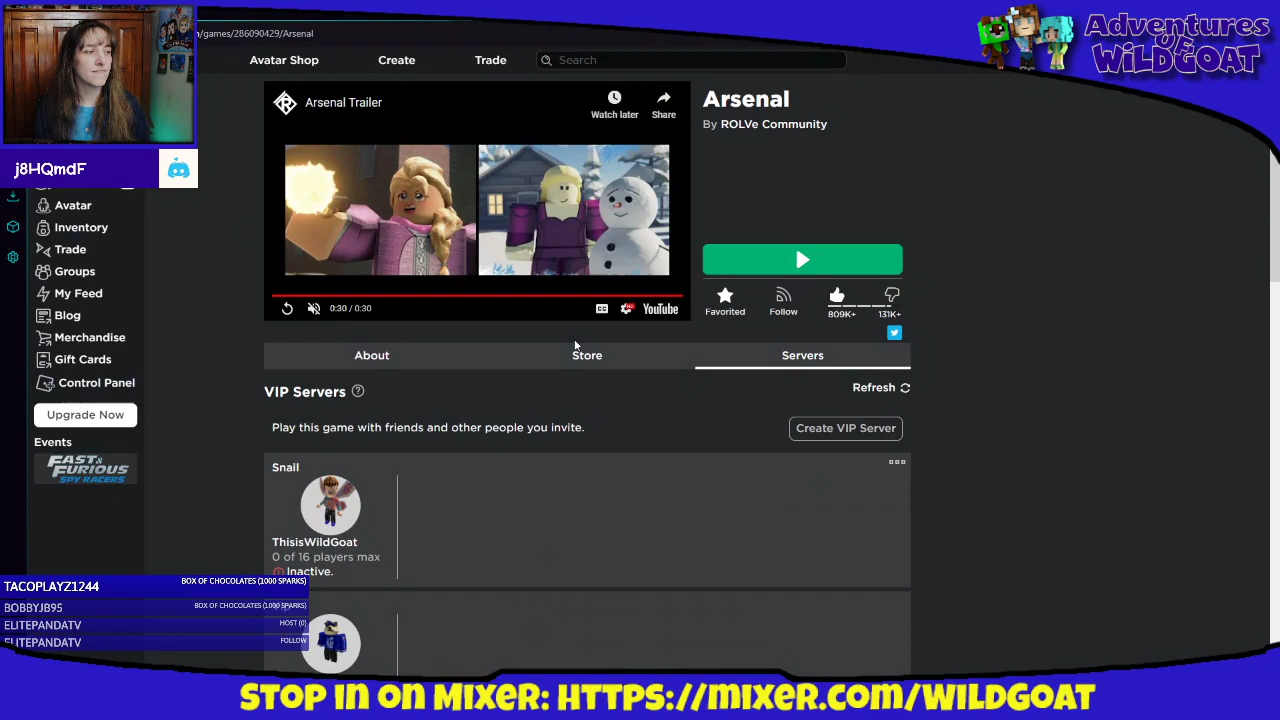 n/games/286090429/Arsenal
Adventures
OF
WILDGOAT
Avatar Shop
Create
Trade
Search
Arsenal Trailer
Watch later
Share
Arsenal
By ROLVe Community
j8HQmdF
Avatar
Inventory
Trade
Groups
My Feed
Blog
Merchandise
Gift Cards
Control Panel
Upgrade Now
Events
FAST & FURIOUS
SPY RACERS
0:30 / 0:30
CC
HD
YouTube
Favorited
Follow
809K+
131K+
About
Store
Servers
VIP Servers
Refresh
Play this game with friends and other people you invite.
Create VIP Server
Snail
ThisisWildGoat
0 of 16 players max
Inactive.
TACOPLAYZ1244 BOX OF CHOCOLATES (1000 SPARKS)
BOBBYJB95 BOX OF CHOCOLATES (1000 SPARKS)
ELITEPANDATV HOST (0)
ELITEPANDATV FOLLOW
STOP IN ON MIXER: HTTPS://MIXER.COM/WILDGOAT